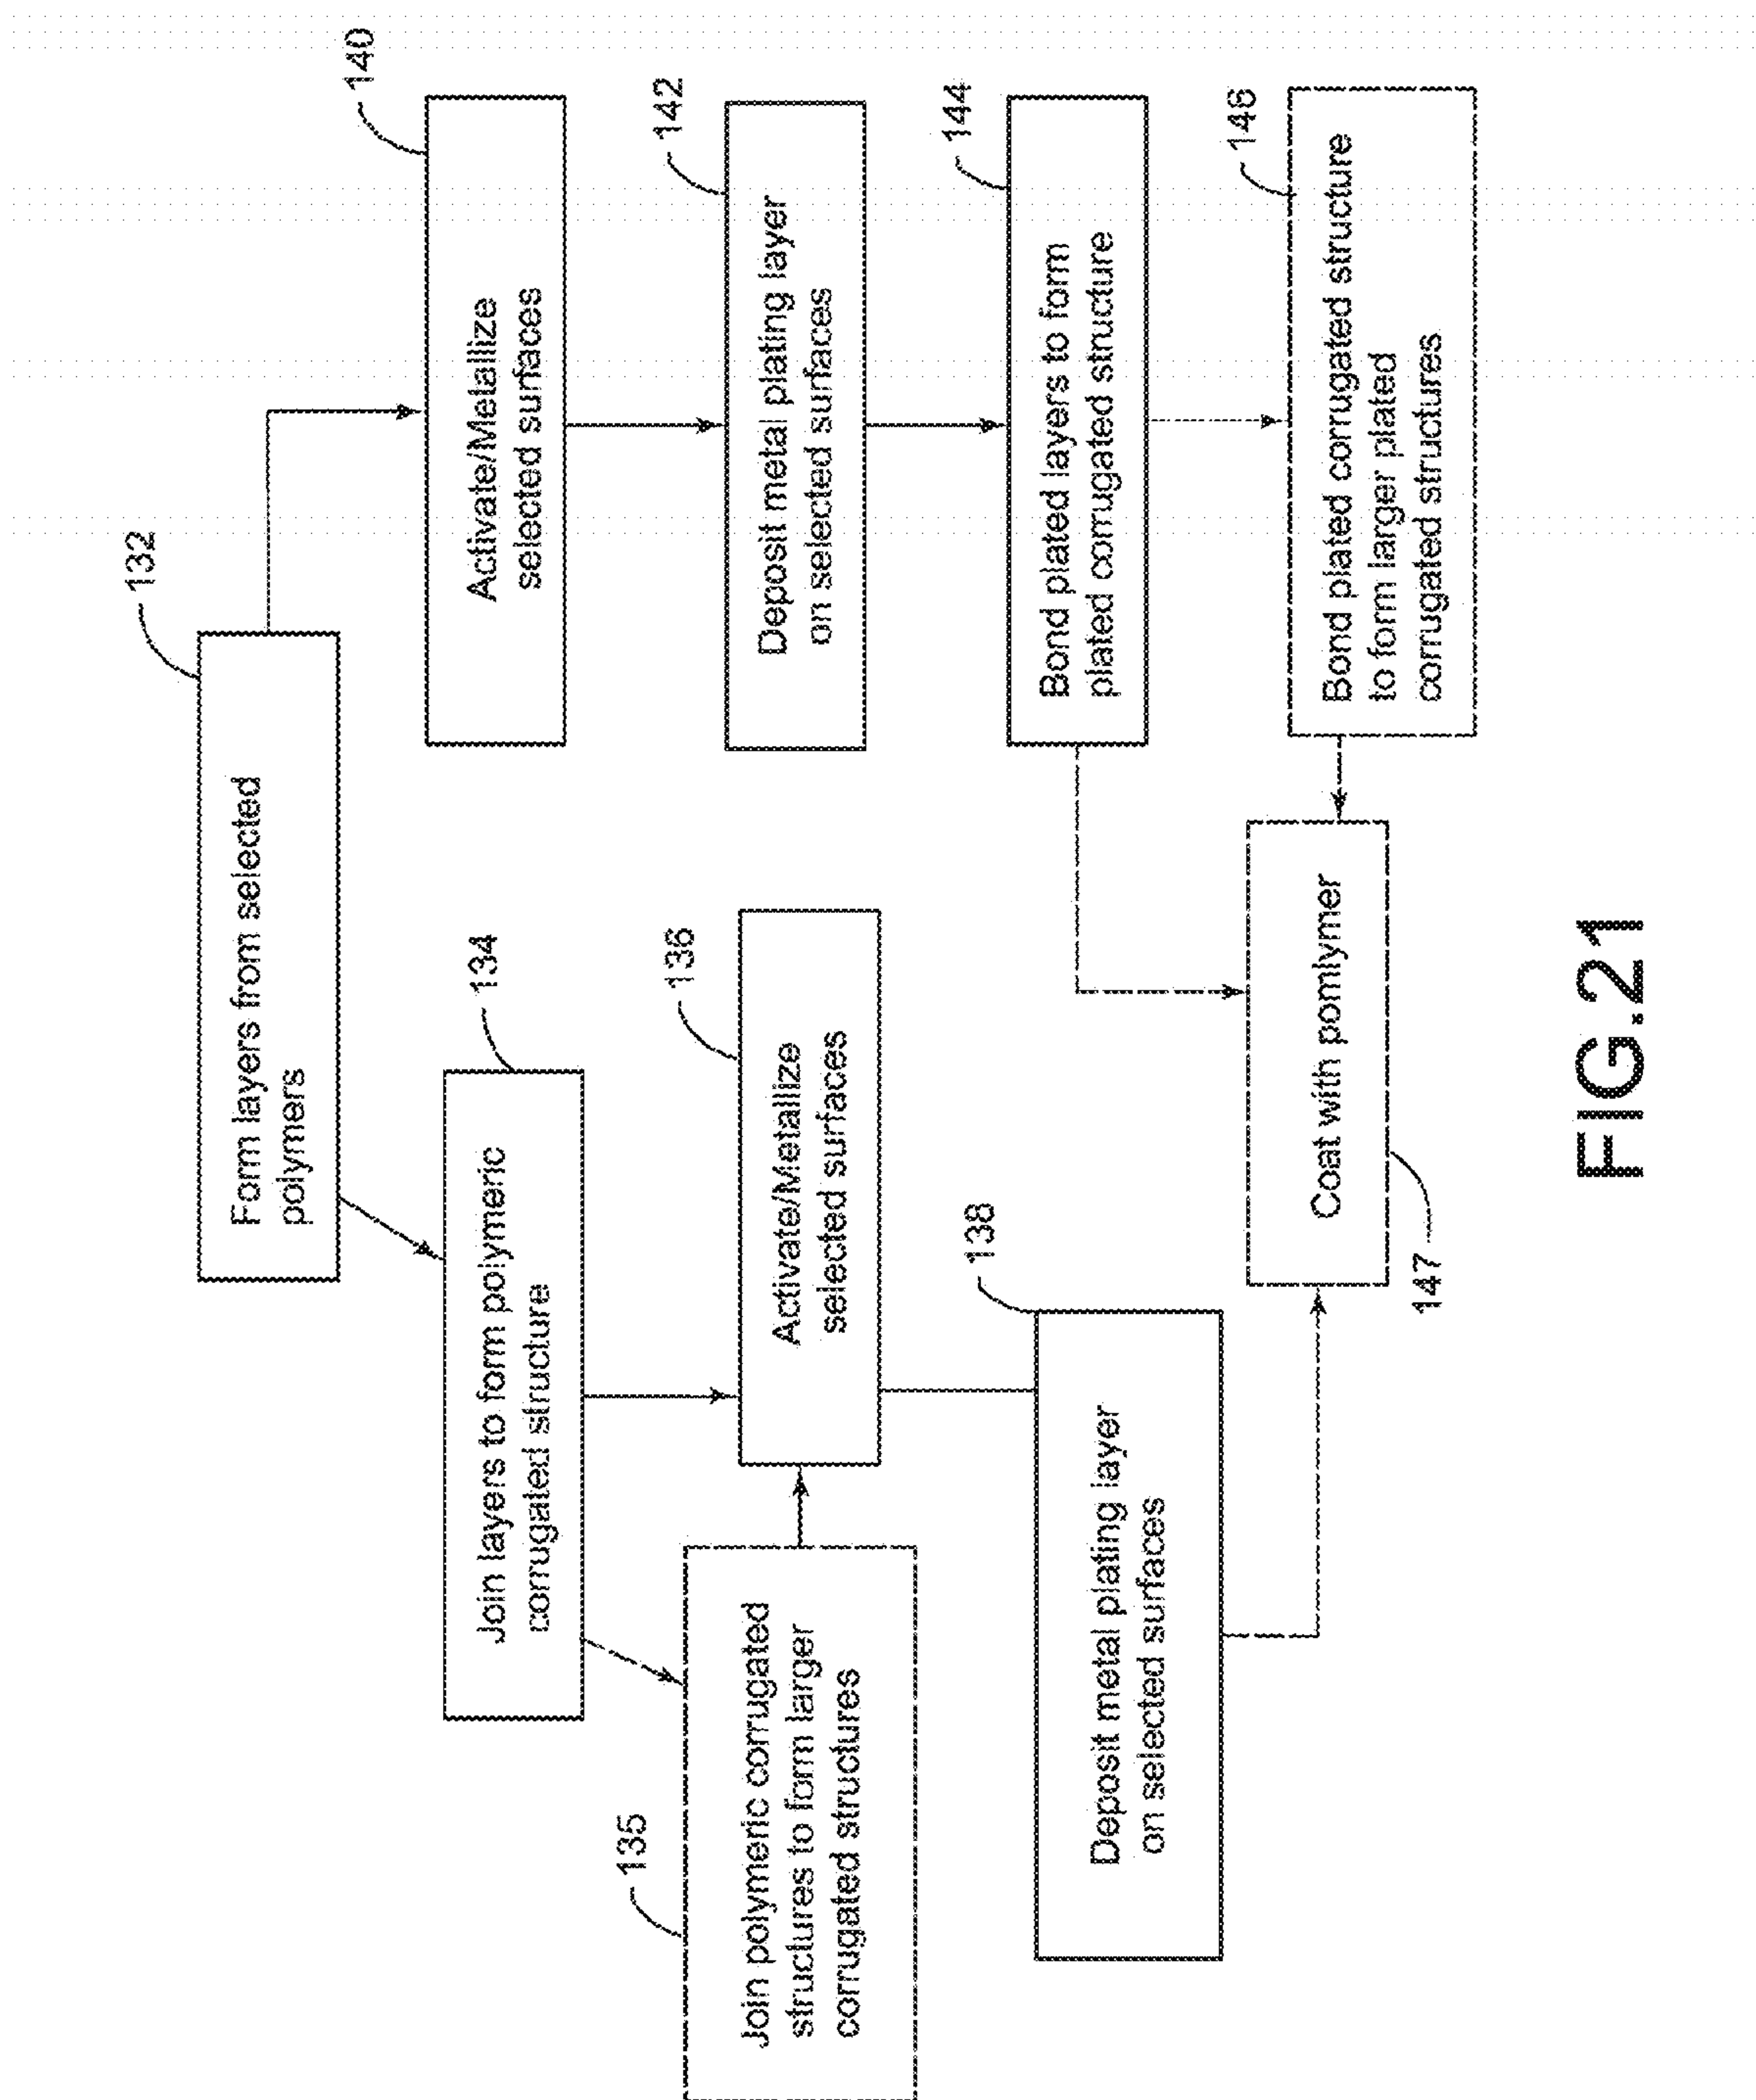 132
Form layers from selected
polymers
134
Join layers to form polymeric
corrugated structure
135
Join polymeric corrugated
structures to form larger
corrugated structures
136
Activate/Metallize
selected surfaces
138
Deposit metal plating layer
on selected surfaces
140
Activate/Metallize
selected surfaces
142
Deposit metal plating layer
on selected surfaces
144
Bond plated layers to form
plated corrugated structure
146
Bond plated corrugated structure
to form larger plated
corrugated structures
Coat with pomlymer
147
FIG.21